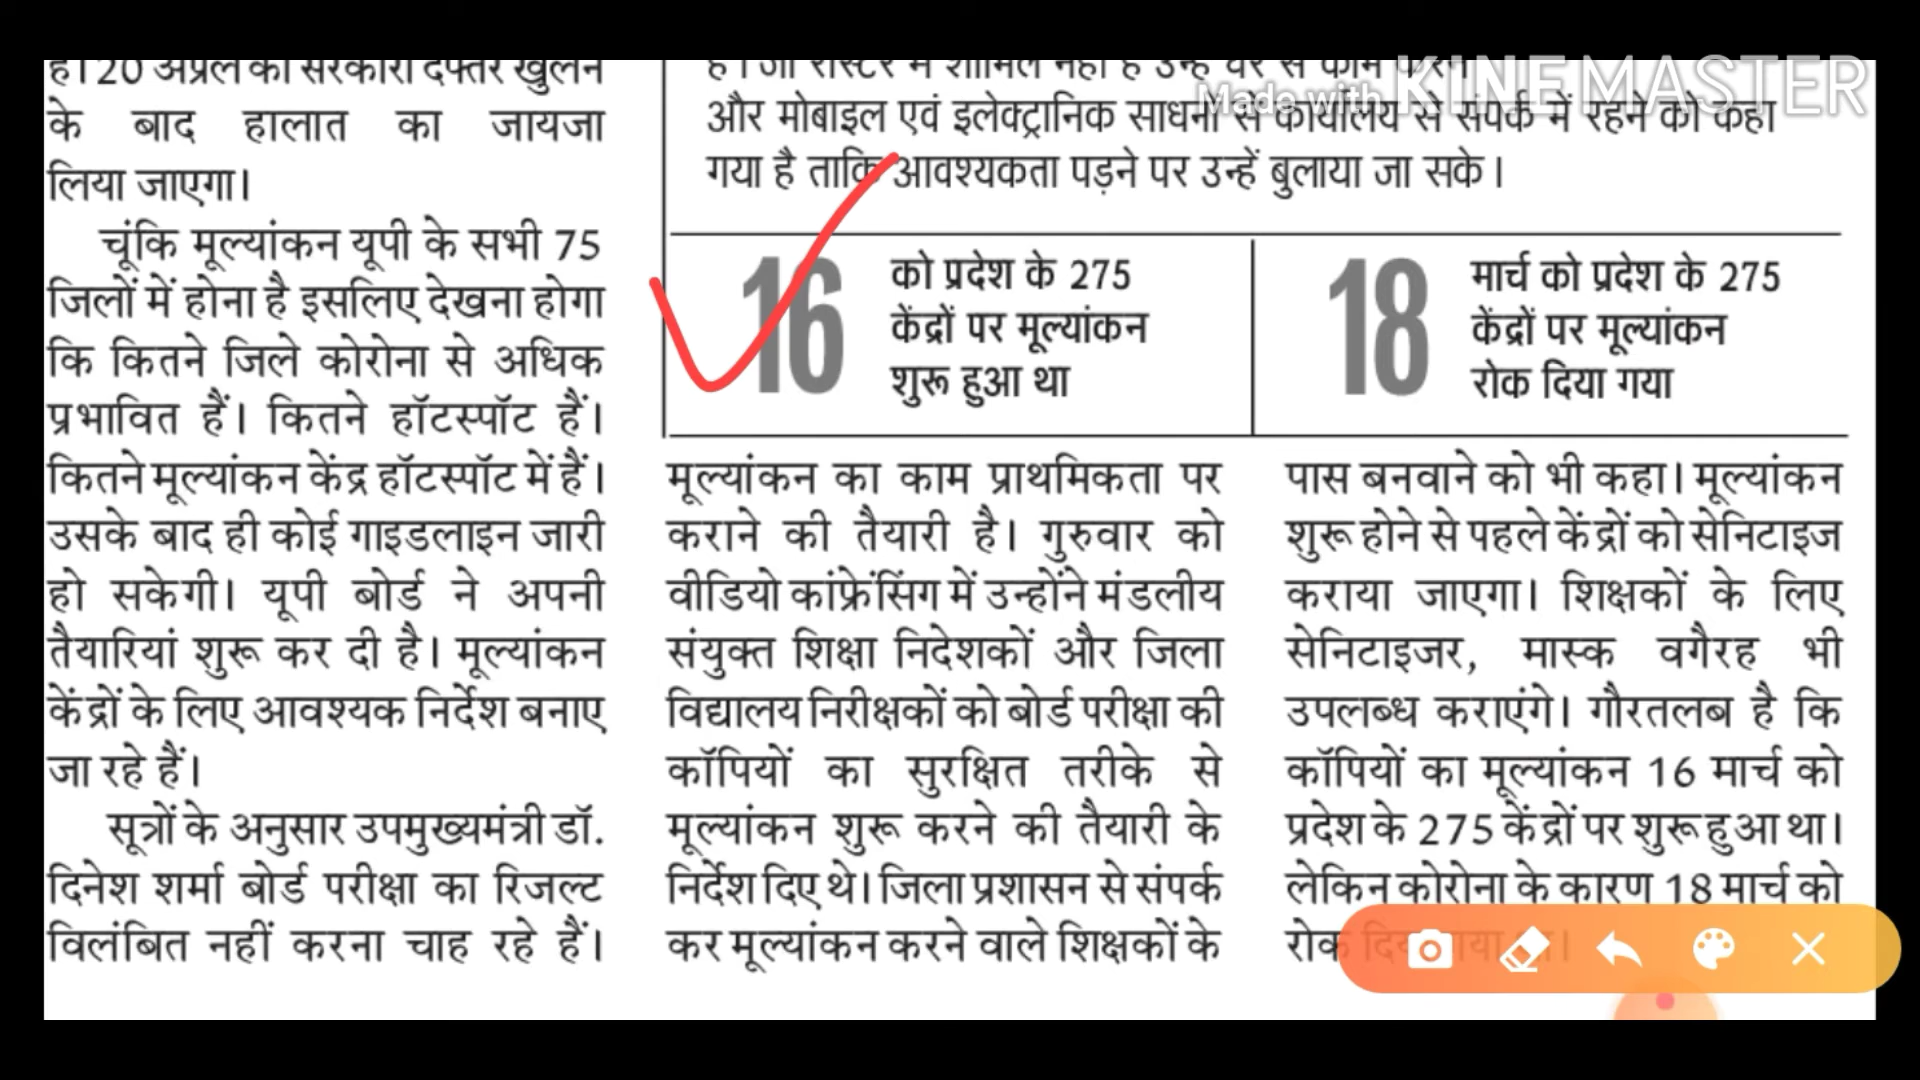 है। 20 अप्रैल को सरकारी दफ्तर खुलने
के बाद हालात का जायजा
लिया जाएगा।
चूंकि मूल्यांकन यूपी के सभी 75
जिलों में होना है इसलिए देखना होगा
कि कितने जिले कोरोना से अधिक
प्रभावित हैं। कितने हॉटस्पॉट हैं।
कितने मूल्यांकन केंद्र हॉटस्पॉट में हैं।
उसके बाद ही कोई गाइडलाइन जारी
हो सकेगी। यूपी बोर्ड ने अपनी
तैयारियां शुरू कर दी है। मूल्यांकन
केंद्रों के लिए आवश्यक निर्देश बनाए
जा रहे हैं।
सूत्रों के अनुसार उपमुख्यमंत्री डॉ.
दिनेश शर्मा बोर्ड परीक्षा का रिजल्ट
विलंबित नहीं करना चाह रहे हैं।
है। जो रोस्टर में शामिल नहीं है उन्हें घर से काम करने
Made with KINEMASTER
और मोबाइल एवं इलेक्ट्रानिक साधनों से कार्यालय से संपर्क में रहने को कहा
गया है ताकि आवश्यकता पड़ने पर उन्हें बुलाया जा सके।
16
को प्रदेश के 275
केंद्रों पर मूल्यांकन
शुरू हुआ था
18
मार्च को प्रदेश के 275
केंद्रों पर मूल्यांकन
रोक दिया गया
मूल्यांकन का काम प्राथमिकता पर
कराने की तैयारी है। गुरुवार को
वीडियो कांफ्रेंसिंग में उन्होंने मंडलीय
संयुक्त शिक्षा निदेशकों और जिला
विद्यालय निरीक्षकों को बोर्ड परीक्षा की
कॉपियों का सुरक्षित तरीके से
मूल्यांकन शुरू करने की तैयारी के
निर्देश दिए थे। जिला प्रशासन से संपर्क
कर मूल्यांकन करने वाले शिक्षकों के
पास बनवाने को भी कहा। मूल्यांकन
शुरू होने से पहले केंद्रों को सेनिटाइज
कराया जाएगा। शिक्षकों के लिए
सेनिटाइजर, मास्क वगैरह भी
उपलब्ध कराएंगे। गौरतलब है कि
कॉपियों का मूल्यांकन 16 मार्च को
प्रदेश के 275 केंद्रों पर शुरू हुआ था।
लेकिन कोरोना के कारण 18 मार्च को
रोक